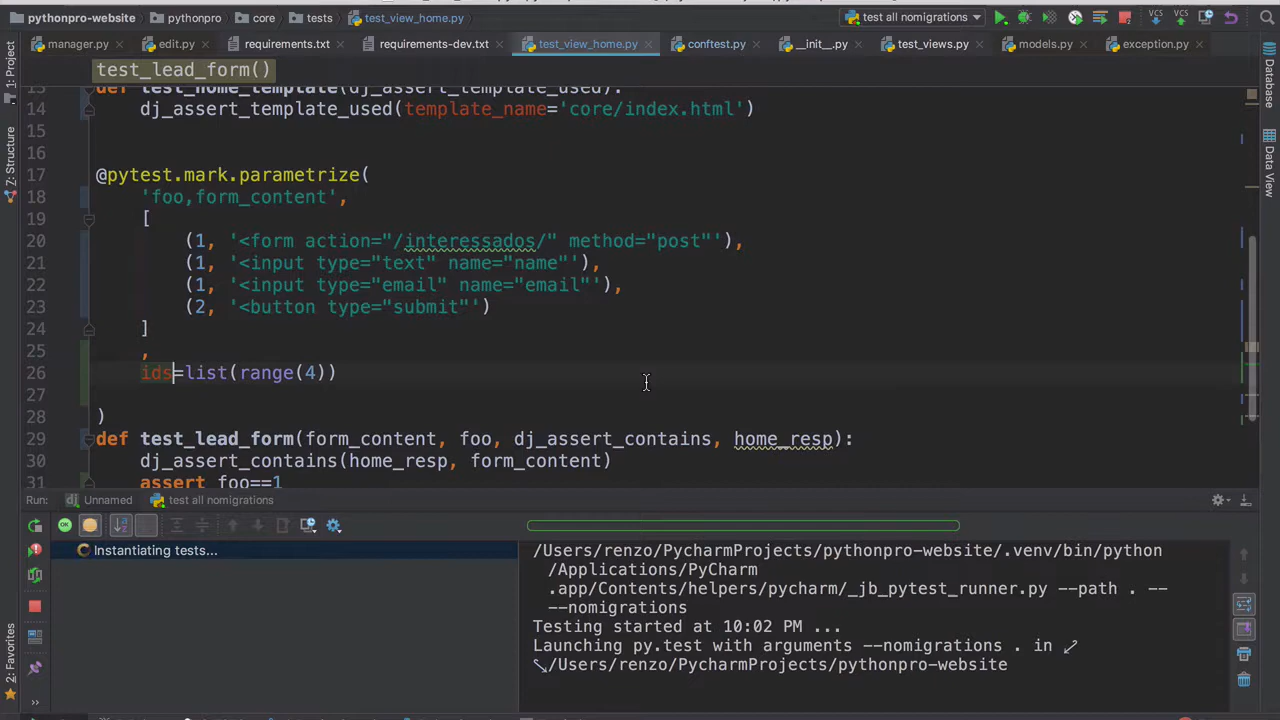 pythonpro-website pythonpro core tests test_view_home.py test all nomigrations
manager.py edit.py requirements.txt requirements-dev.txt test_view_home.py conftest.py __init__.py test_views.py models.py exception.py
test_lead_form()
13 def test_home_template(dj_assert_template_used):
14 dj_assert_template_used(template_name='core/index.html')
15
16
17 @pytest.mark.parametrize(
18 'foo,form_content',
19 [
20 (1, '<form action="/interessados/" method="post"'),
21 (1, '<input type="text" name="name"'),
22 (1, '<input type="email" name="email"'),
23 (2, '<button type="submit"')
24 ]
25 ,
26 ids=list(range(4))
27
28 )
29 def test_lead_form(form_content, foo, dj_assert_contains, home_resp):
30 dj_assert_contains(home_resp, form_content)
31 assert foo==1
Run: Unnamed test all nomigrations
Instantiating tests...
/Users/renzo/PycharmProjects/pythonpro-website/.venv/bin/python
/Applications/PyCharm
.app/Contents/helpers/pycharm/_jb_pytest_runner.py --path . --
--nomigrations
Testing started at 10:02 PM ...
Launching py.test with arguments --nomigrations . in
/Users/renzo/PycharmProjects/pythonpro-website
1: Project
Z: Structure
2: Favorites
Database
Data View
VCS VCS
OK